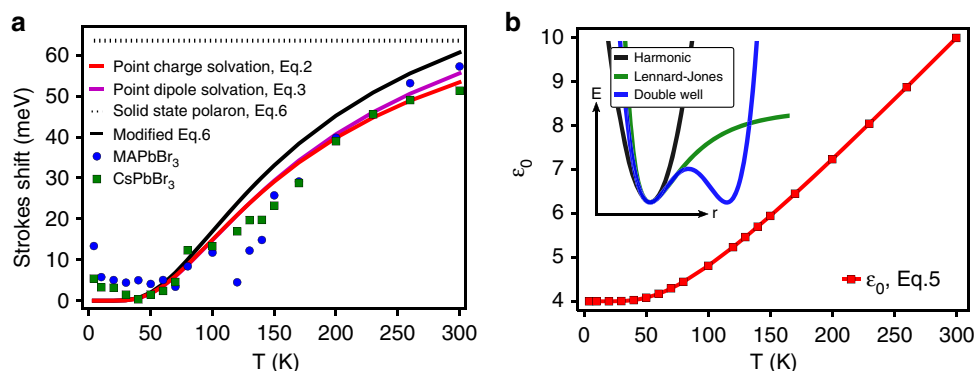 a
Strokes shift (meV)
60
50
40
30
20
10
0
Point charge solvation, Eq.2
Point dipole solvation, Eq.3
Solid state polaron, Eq.6
Modified Eq.6
MAPbBr₃
CsPbBr₃
0 50 100 150 200 250 300
T (K)
b
ε₀
10
9
8
7
6
5
4
Harmonic
Lennard-Jones
Double well
E
r
ε₀, Eq.5
0 50 100 150 200 250 300
T (K)